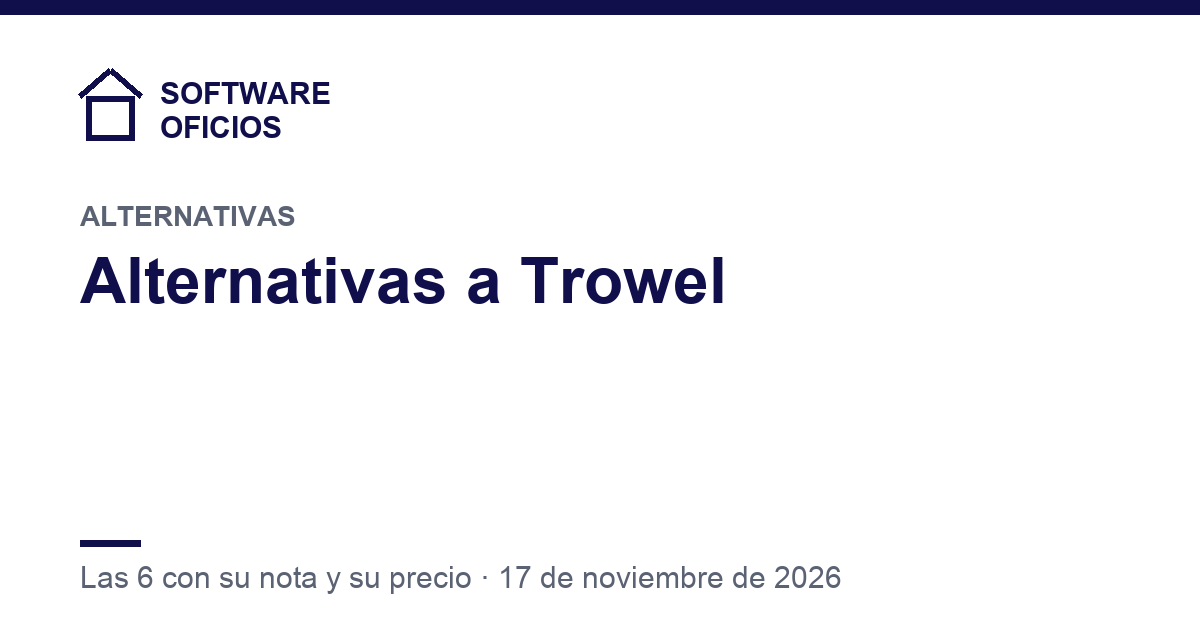 SOFTWARE
OFICIOS
ALTERNATIVAS
Alternativas a Trowel
Las 6 con su nota y su precio · 17 de noviembre de 2026